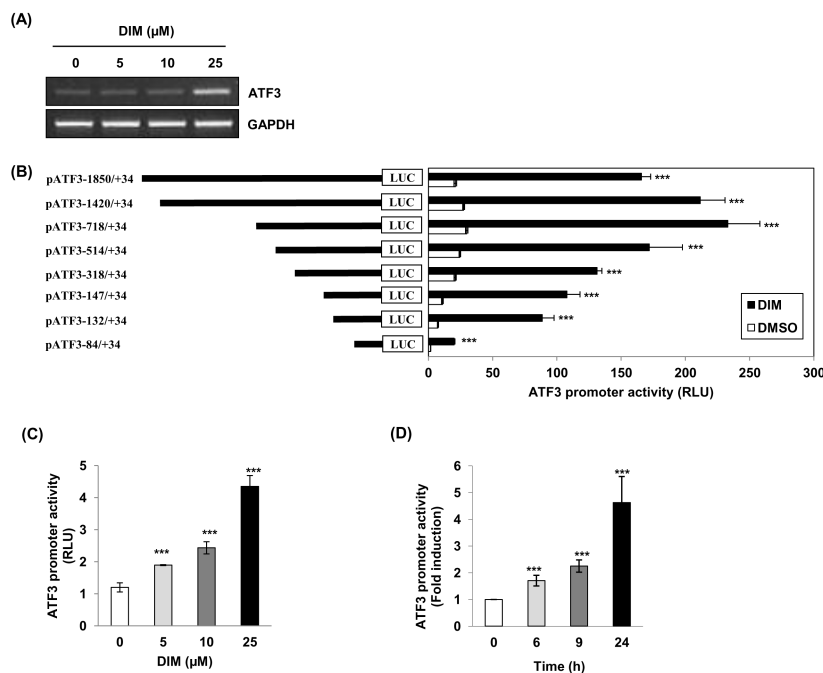 (A)
DIM (µM)
0 5 10 25
ATF3
GAPDH
(B)
pATF3-1850/+34 LUC ***
pATF3-1420/+34 LUC ***
pATF3-718/+34 LUC ***
pATF3-514/+34 LUC ***
pATF3-318/+34 LUC ***
pATF3-147/+34 LUC ***
pATF3-132/+34 LUC ***
pATF3-84/+34 LUC ***
DIM
DMSO
0 50 100 150 200 250 300
ATF3 promoter activity (RLU)
(C)
ATF3 promoter activity
(RLU)
5
4
3
2
1
0
***
***
***
0 5 10 25
DIM (µM)
(D)
ATF3 promoter activity
(Fold induction)
6
5
4
3
2
1
0
***
***
***
0 6 9 24
Time (h)